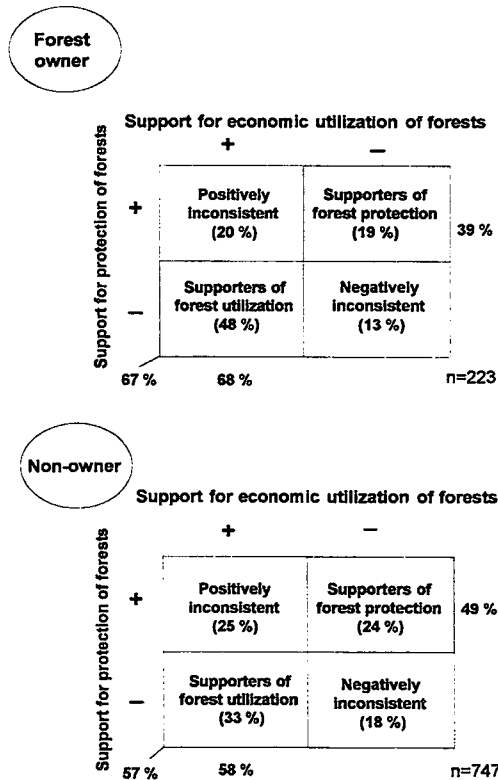 Forest
owner
Support for economic utilization of forests
+ −
Support for protection of forests
+
Positively
inconsistent
(20 %)
Supporters of
forest protection
(19 %)
39 %
−
Supporters of
forest utilization
(48 %)
Negatively
inconsistent
(13 %)
67 % 68 % n=223
Non-owner
Support for economic utilization of forests
+ −
Support for protection of forests
+
Positively
inconsistent
(25 %)
Supporters of
forest protection
(24 %)
49 %
−
Supporters of
forest utilization
(33 %)
Negatively
inconsistent
(18 %)
57 % 58 % n=747